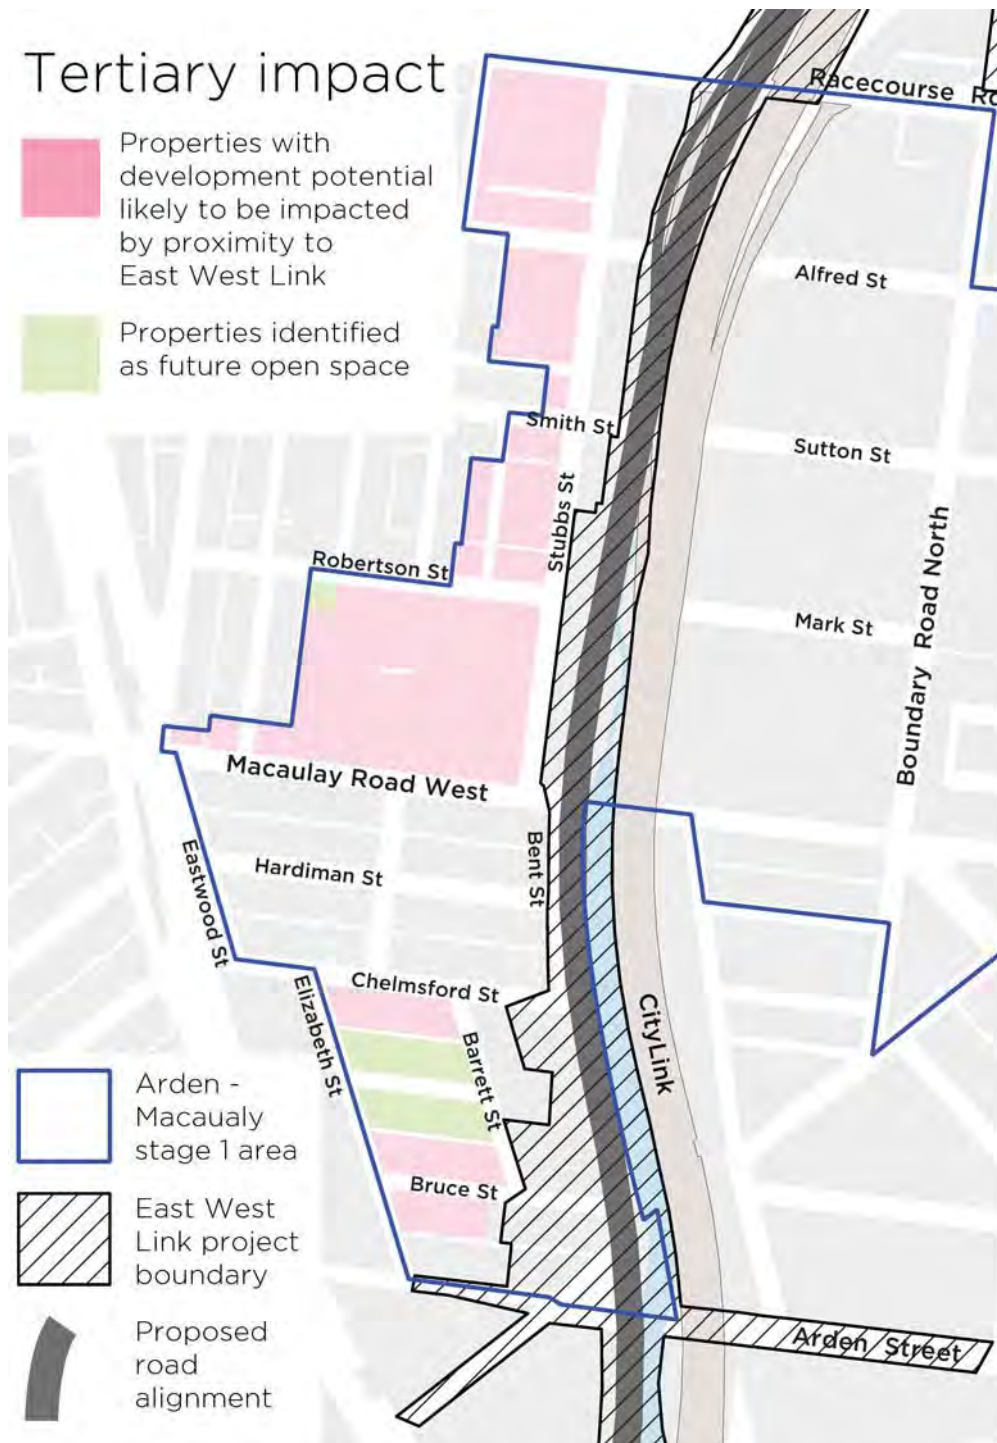 Tertiary impact
Properties with
development potential
likely to be impacted
by proximity to
East West Link
Properties identified
as future open space
Racecourse
Alfred St
Smith St
Sutton St
Stubbs St
Robertson St
Boundary Road North
Mark St
Macaulay Road West
Bent St
Hardiman St
Eastwood St
Chelmsford St
Elizabeth St
CityLink
Barrett St
Bruce St
Arden Street
Arden -
Macaualy
stage 1 area
East West
Link project
boundary
Proposed
road
alignment